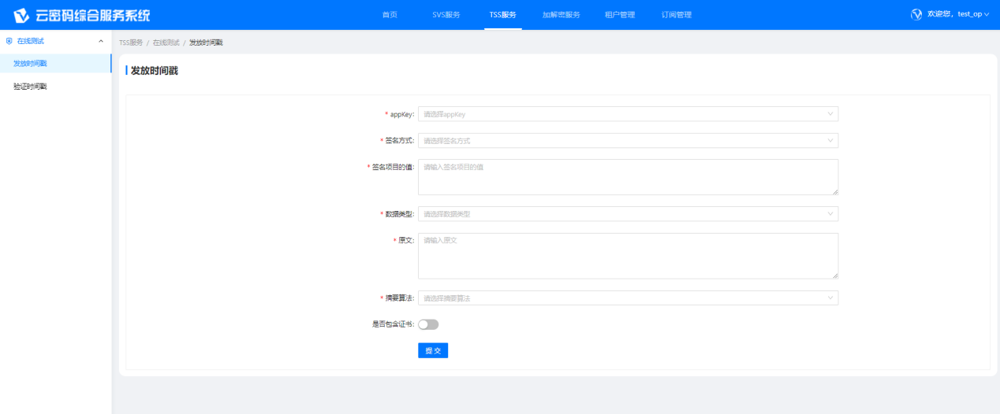 云密码综合服务系统
首页 SVS服务 TSS服务 加解密服务 租户管理 订阅管理
欢迎您，test_op
在线测试
发放时间戳
验证时间戳
TSS服务 / 在线测试 / 发放时间戳
发放时间戳
* appKey: 请选择appKey
* 签名方式: 请选择签名方式
* 签名项目的值: 请输入签名项目的值
* 数据类型: 请选择数据类型
* 原文: 请输入原文
* 摘要算法: 请选择摘要算法
是否包含证书:
提 交